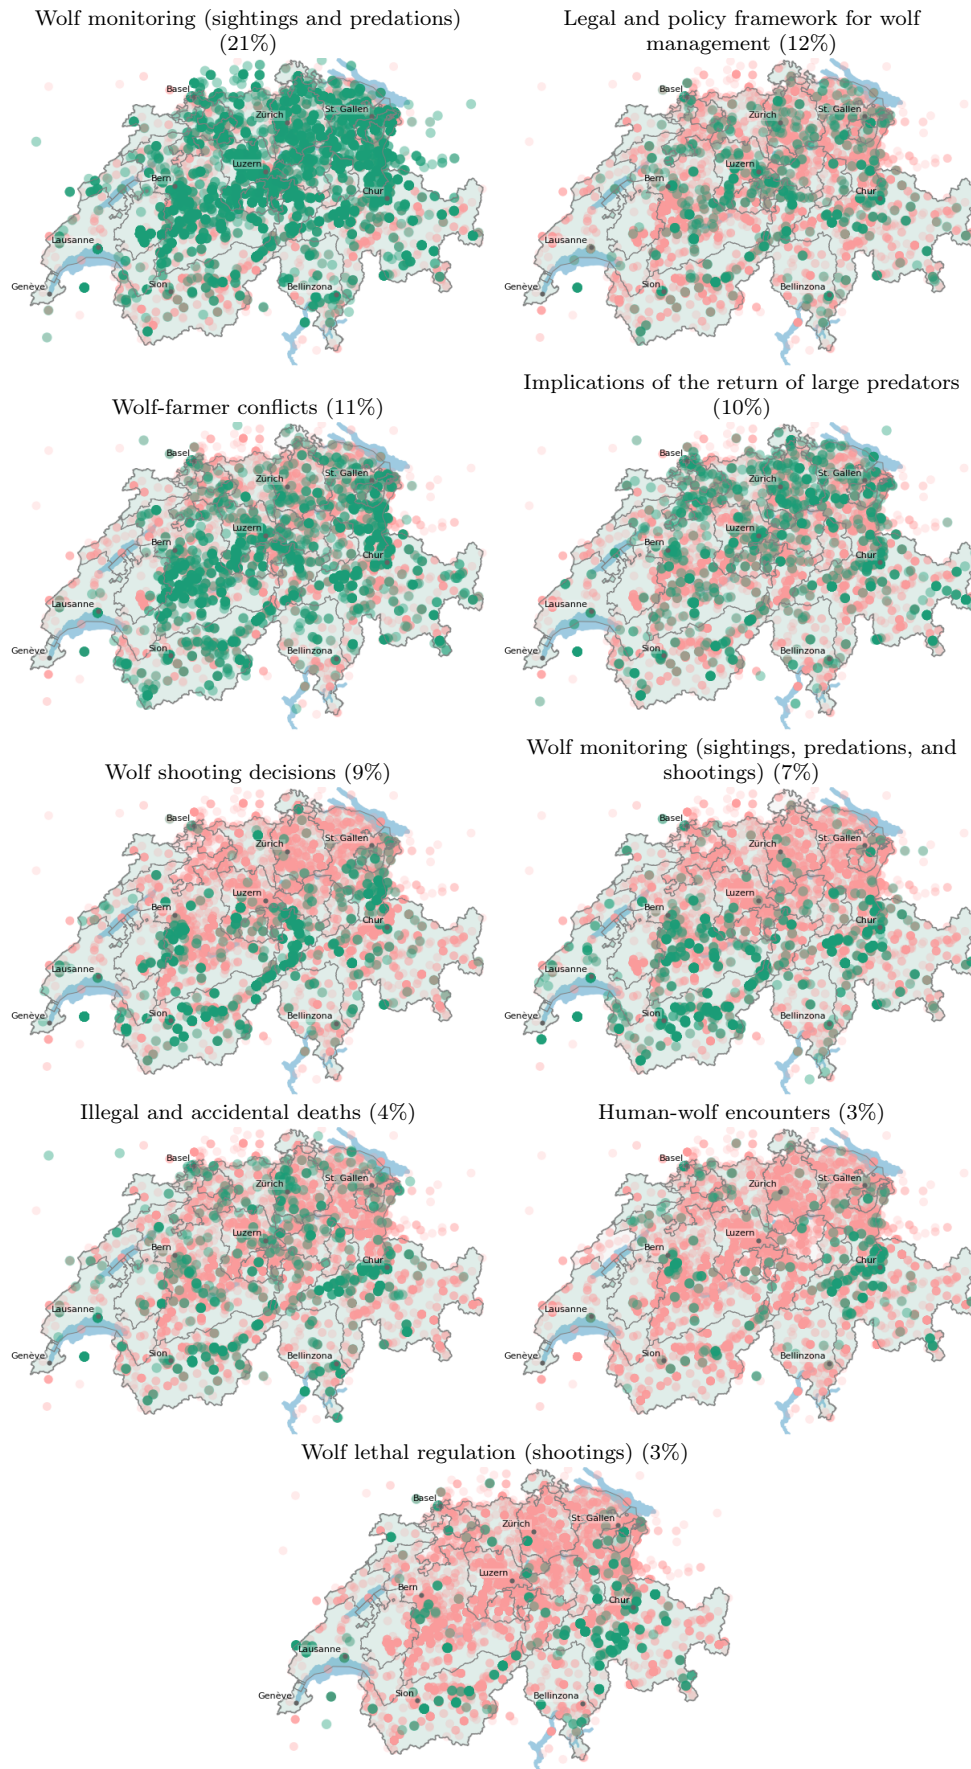 Wolf monitoring (sightings and predations)
(21%)
Basel
Zürich
St. Gallen
Luzern
Bern
Chur
Lausanne
Genève
Sion
Bellinzona
Legal and policy framework for wolf
management (12%)
Basel
Zürich
St. Gallen
Luzern
Bern
Chur
Lausanne
Genève
Sion
Bellinzona
Wolf-farmer conflicts (11%)
Basel
Zürich
St. Gallen
Luzern
Bern
Chur
Lausanne
Genève
Sion
Bellinzona
Implications of the return of large predators
(10%)
Basel
Zürich
St. Gallen
Luzern
Bern
Chur
Lausanne
Genève
Sion
Bellinzona
Wolf shooting decisions (9%)
Basel
Zürich
St. Gallen
Luzern
Bern
Chur
Lausanne
Genève
Sion
Bellinzona
Wolf monitoring (sightings, predations, and
shootings) (7%)
Basel
Zürich
St. Gallen
Luzern
Bern
Chur
Lausanne
Genève
Sion
Bellinzona
Illegal and accidental deaths (4%)
Basel
Zürich
St. Gallen
Luzern
Bern
Chur
Lausanne
Genève
Sion
Bellinzona
Human-wolf encounters (3%)
Basel
Zürich
St. Gallen
Luzern
Bern
Chur
Lausanne
Genève
Sion
Bellinzona
Wolf lethal regulation (shootings) (3%)
Basel
Zürich
St. Gallen
Luzern
Bern
Chur
Lausanne
Genève
Sion
Bellinzona